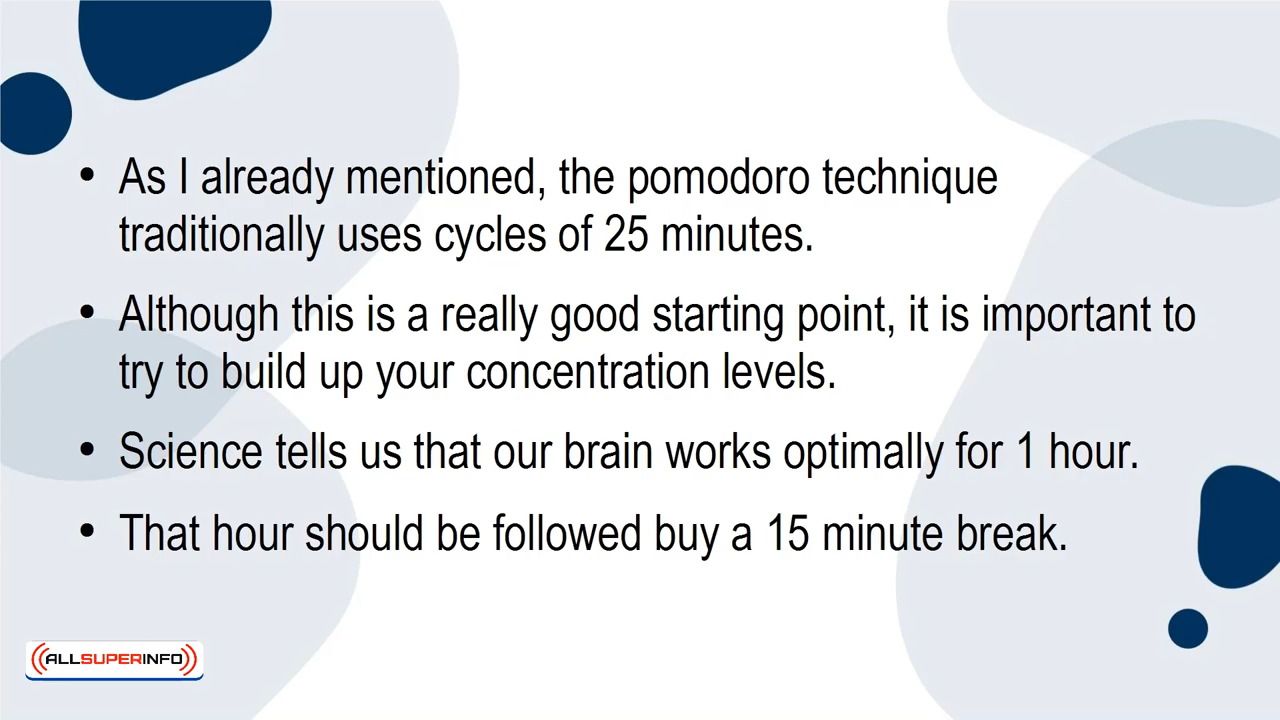 • As I already mentioned, the pomodoro technique
traditionally uses cycles of 25 minutes.
• Although this is a really good starting point, it is important to
try to build up your concentration levels.
• Science tells us that our brain works optimally for 1 hour.
• That hour should be followed buy a 15 minute break.
ALLSUPERINFO